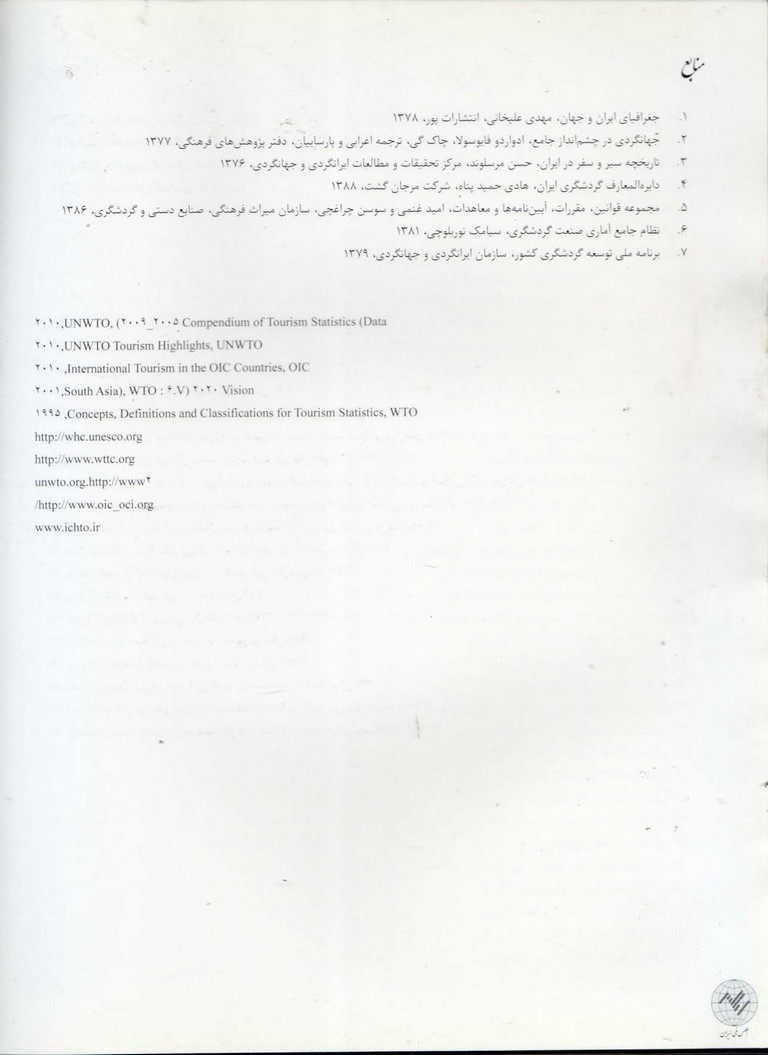 منابع
۱. جغرافیای ایران و جهان، مهدی علیخانی، انتشارات پور، ۱۳۷۸
۲. جهانگردی در چشم‌انداز جامع، ادواردو فایوسولا، چاک گی، ترجمه اعرابی و پارساییان، دفتر پژوهش‌های فرهنگی، ۱۳۷۷
۳. تاریخچه سیر و سفر در ایران، حسن مرسلوند، مرکز تحقیقات و مطالعات ایرانگردی و جهانگردی، ۱۳۷۶
۴. دایره‌المعارف گردشگری ایران، هادی حمید پناه، شرکت مرجان گشت، ۱۳۸۸
۵. مجموعه قوانین، مقررات، آیین‌نامه‌ها و معاهدات، امید غنمی و سوسن چراغچی، سازمان میراث فرهنگی، صنایع دستی و گردشگری، ۱۳۸۶
۶. نظام جامع آماری صنعت گردشگری، سیامک نوربلوچی، ۱۳۸۱
۷. برنامه ملی توسعه گردشگری کشور، سازمان ایرانگردی و جهانگردی، ۱۳۷۹
۲۰۱۰,UNWTO, (۲۰۰۹_۲۰۰۵ Compendium of Tourism Statistics (Data
۲۰۱۰,UNWTO Tourism Highlights, UNWTO
۲۰۱۰ ,International Tourism in the OIC Countries, OIC
۲۰۰۱,South Asia), WTO : ۶.V) ۲۰۲۰ Vision
۱۹۹۵ ,Concepts, Definitions and Classifications for Tourism Statistics, WTO
http://whc.unesco.org
http://www.wttc.org
unwto.org.http://www۲
/http://www.oic_oci.org
www.ichto.ir